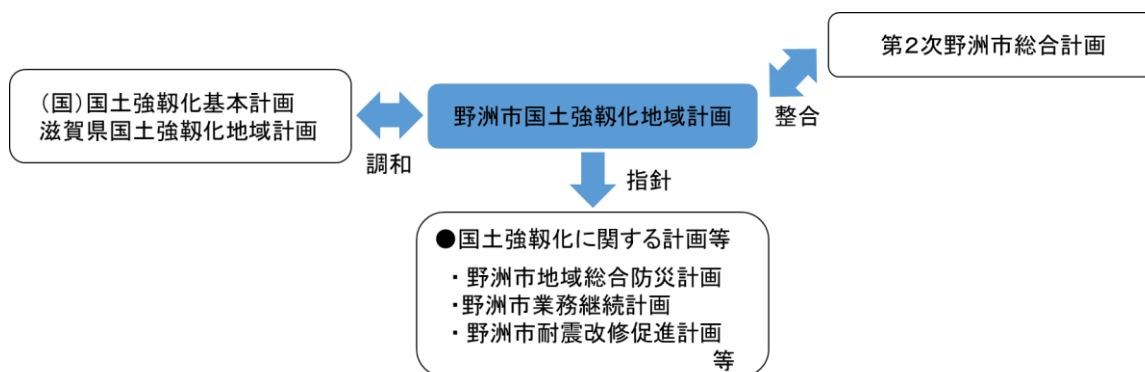 第２次野洲市総合計画
（国）国土強靱化基本計画
滋賀県国土強靱化地域計画
野洲市国土強靱化地域計画
整合
調和
指針
●国土強靱化に関する計画等
・野洲市地域総合防災計画
・野洲市業務継続計画
・野洲市耐震改修促進計画
等